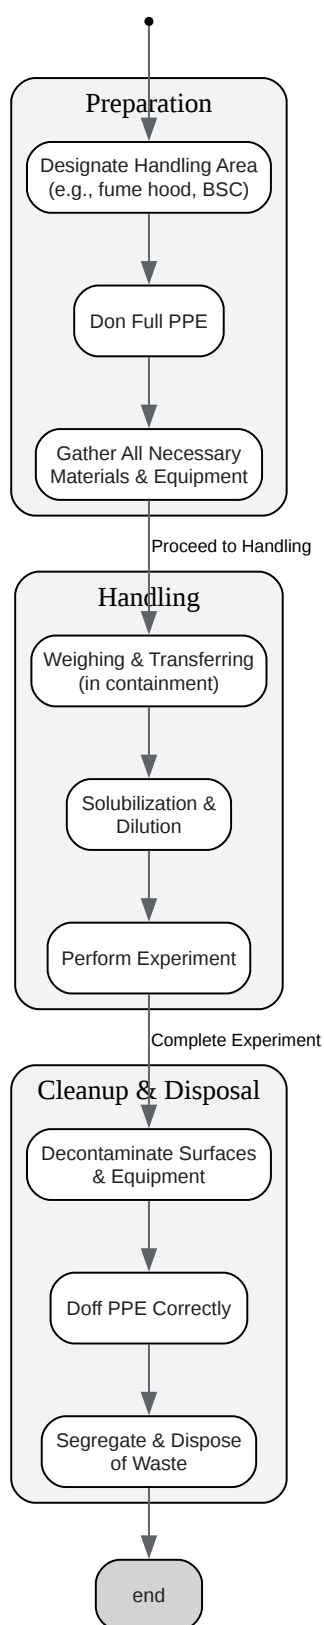 Preparation
Designate Handling Area
(e.g., fume hood, BSC)
Don Full PPE
Gather All Necessary
Materials & Equipment
Proceed to Handling
Handling
Weighing & Transferring
(in containment)
Solubilization &
Dilution
Perform Experiment
Complete Experiment
Cleanup & Disposal
Decontaminate Surfaces
& Equipment
Doff PPE Correctly
Segregate & Dispose
of Waste
end